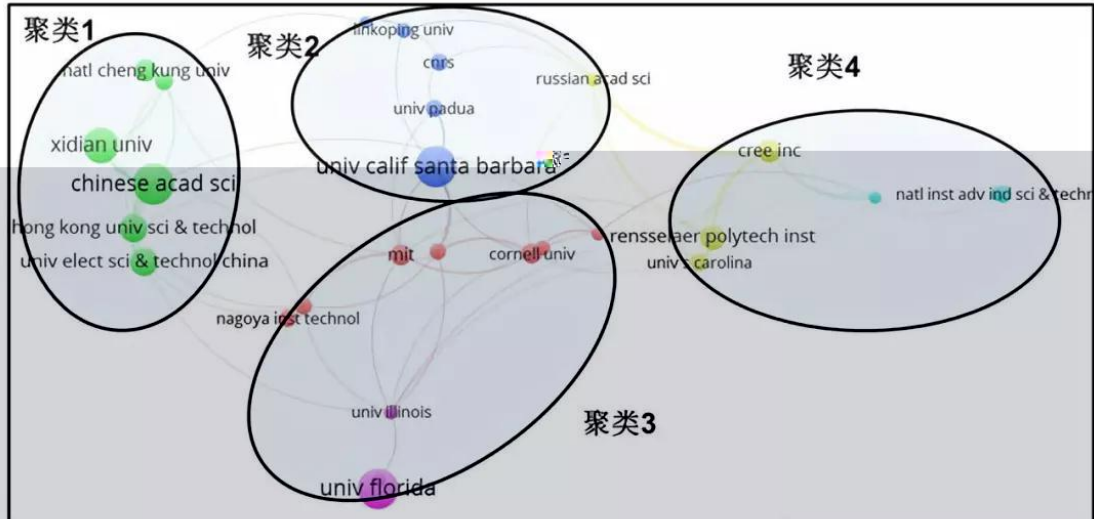 聚类1
natl cheng kung univ
xidian univ
chinese acad sci
hong kong univ sci & technol
univ elect sci & technol china
聚类2
linkoping univ
cnrs
univ padua
univ calif santa barbara
russian acad sci
聚类4
cree inc
natl inst adv ind sci & techn
rensselaer polytech inst
univ s carolina
mit
cornell univ
nagoya inst technol
univ illinois
univ florida
聚类3